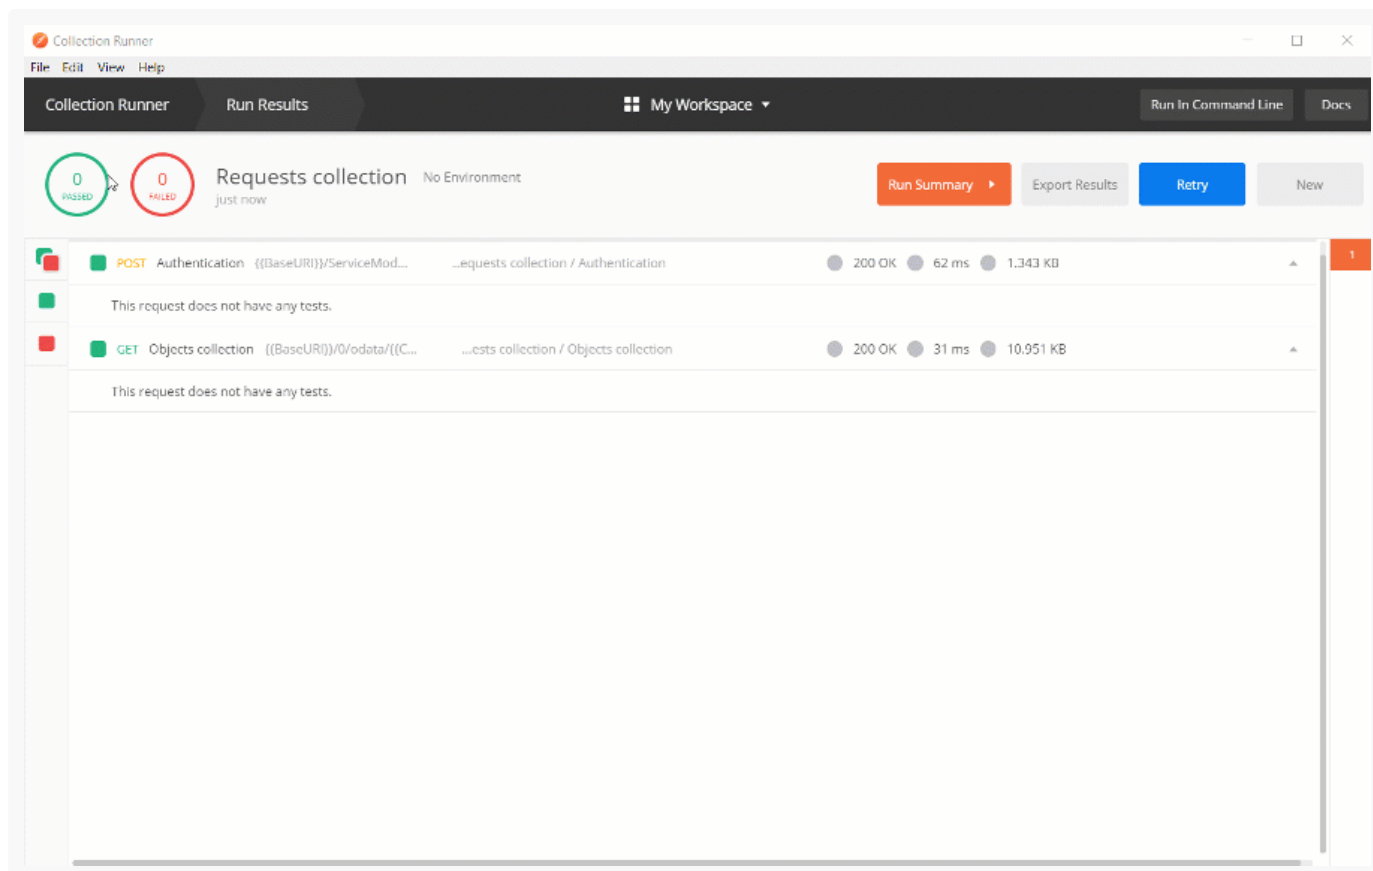 Collection Runner
File Edit View Help
Collection Runner Run Results My Workspace Run In Command Line Docs
0 PASSED
0 FAILED
Requests collection No Environment
just now
Run Summary Export Results Retry New
POST Authentication {{BaseURI}}/ServiceMod... ...equests collection / Authentication 200 OK 62 ms 1.343 KB
1
This request does not have any tests.
GET Objects collection {{BaseURI}}/0/odata/{{C... ...ests collection / Objects collection 200 OK 31 ms 10.951 KB
This request does not have any tests.